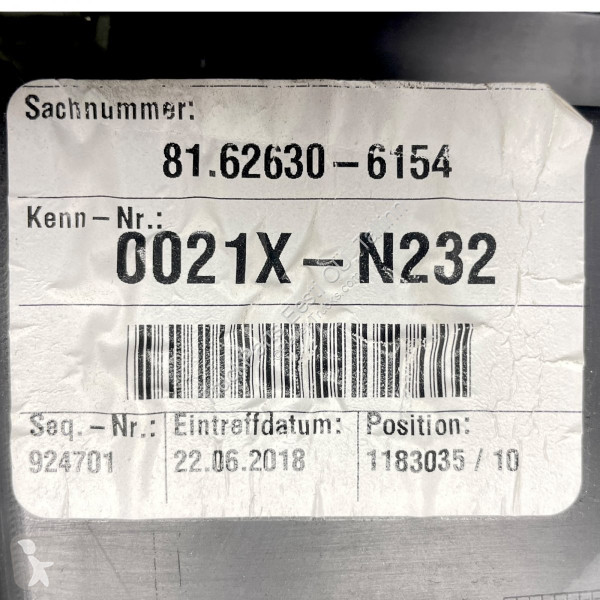 Sachnummer:
81.62630-6154
Kenn-Nr.:
0021X-N232
Seq.-Nr.: Eintreffdatum: Position:
924701 22.06.2018 1183035 / 10